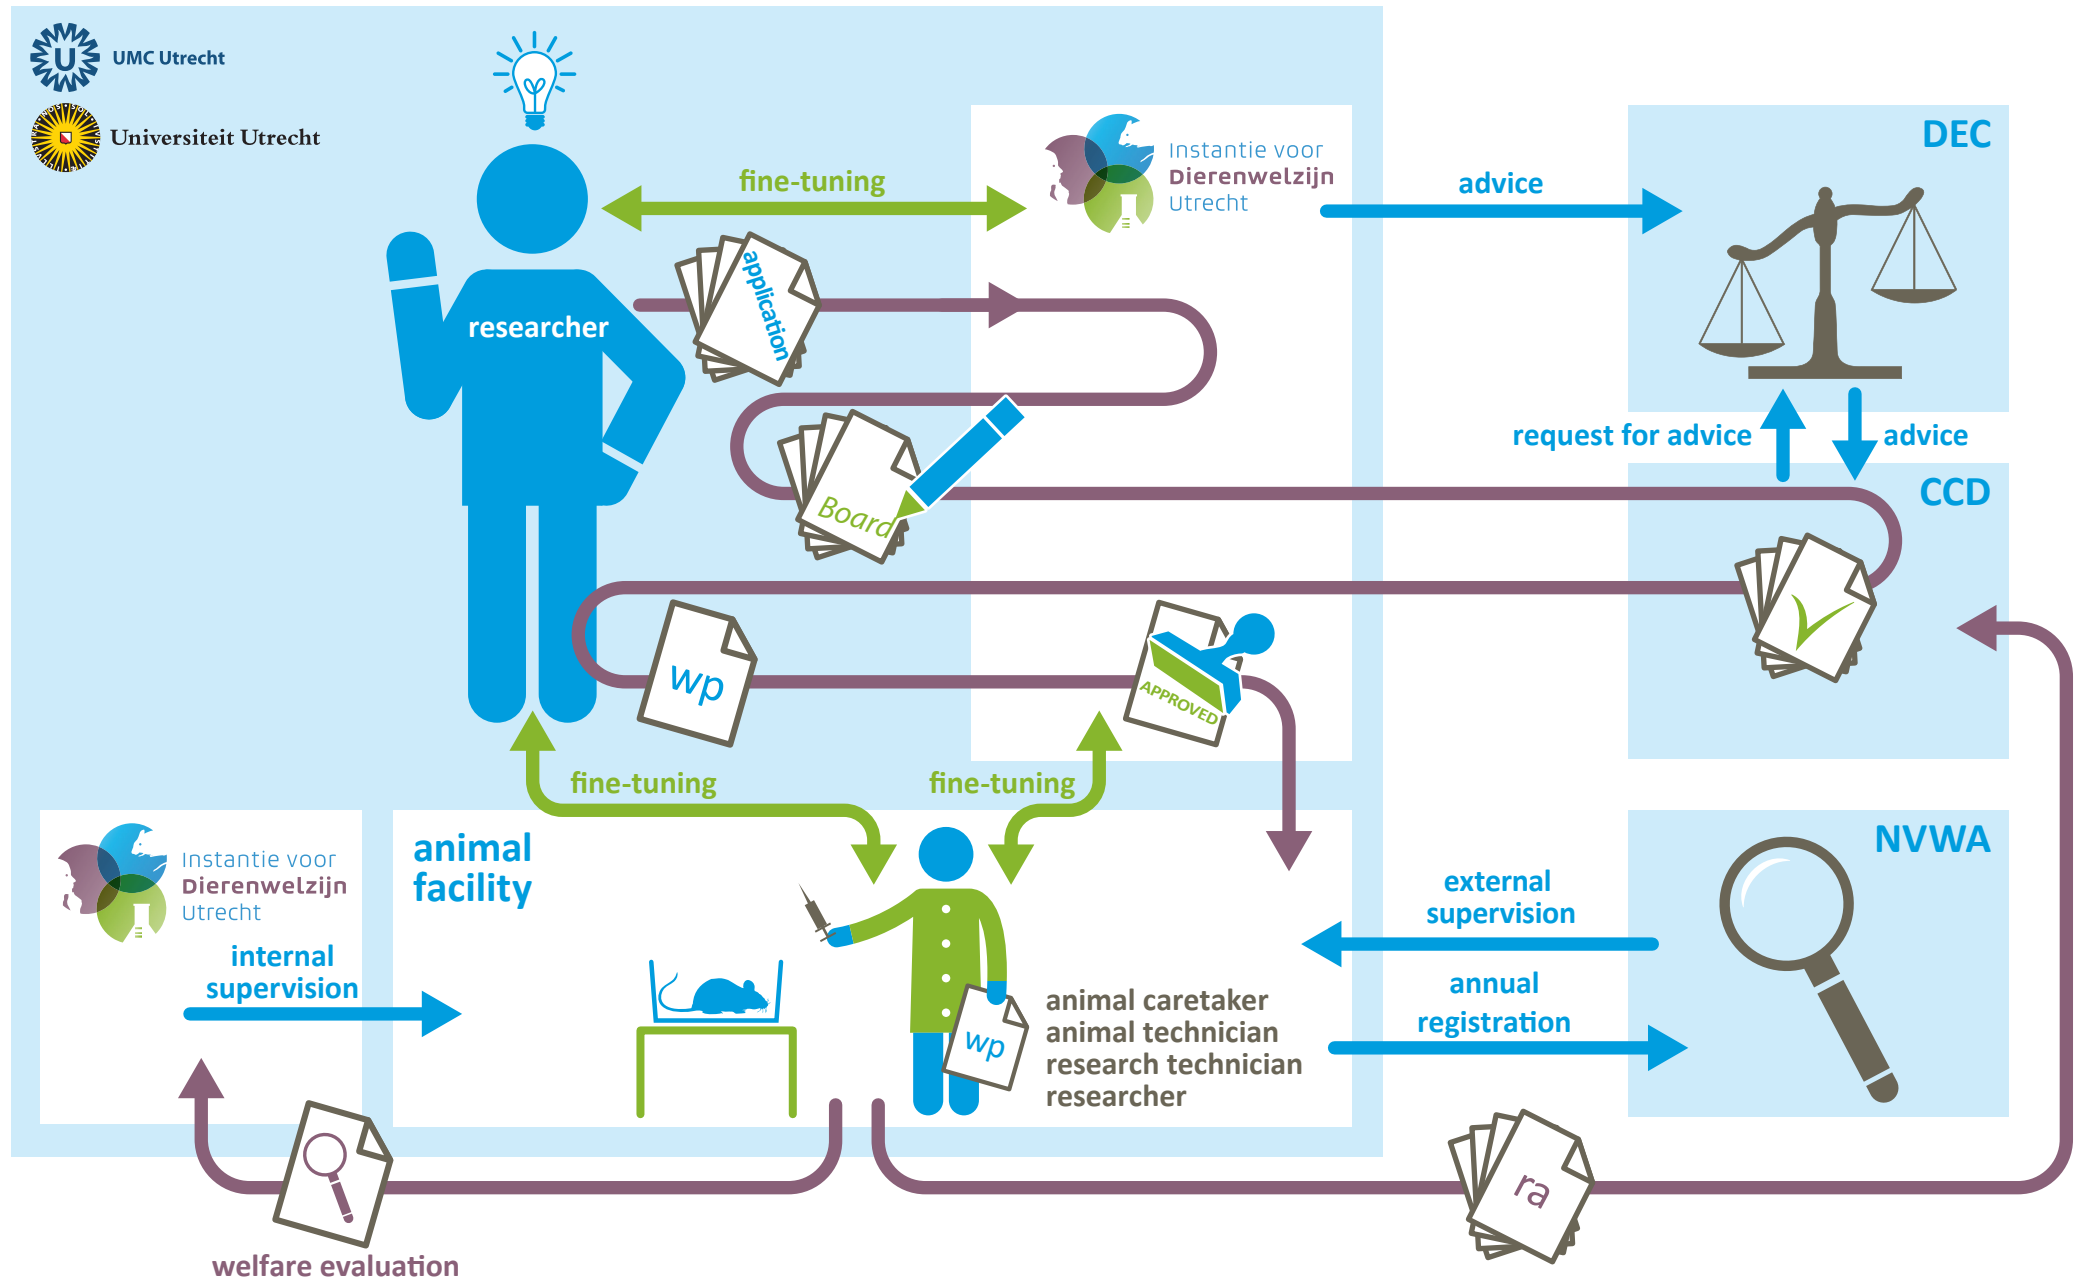 UMC Utrecht
Universiteit Utrecht
fine-tuning
Instantie voor
Dierenwelzijn
Utrecht
advice
DEC
application
researcher
request for advice
advice
Board
CCD
wp
APPROVED
fine-tuning
fine-tuning
Instantie voor
Dierenwelzijn
Utrecht
internal
supervision
animal
facility
wp
animal caretaker
animal technician
research technician
researcher
external
supervision
annual
registration
NVWA
ra
welfare evaluation